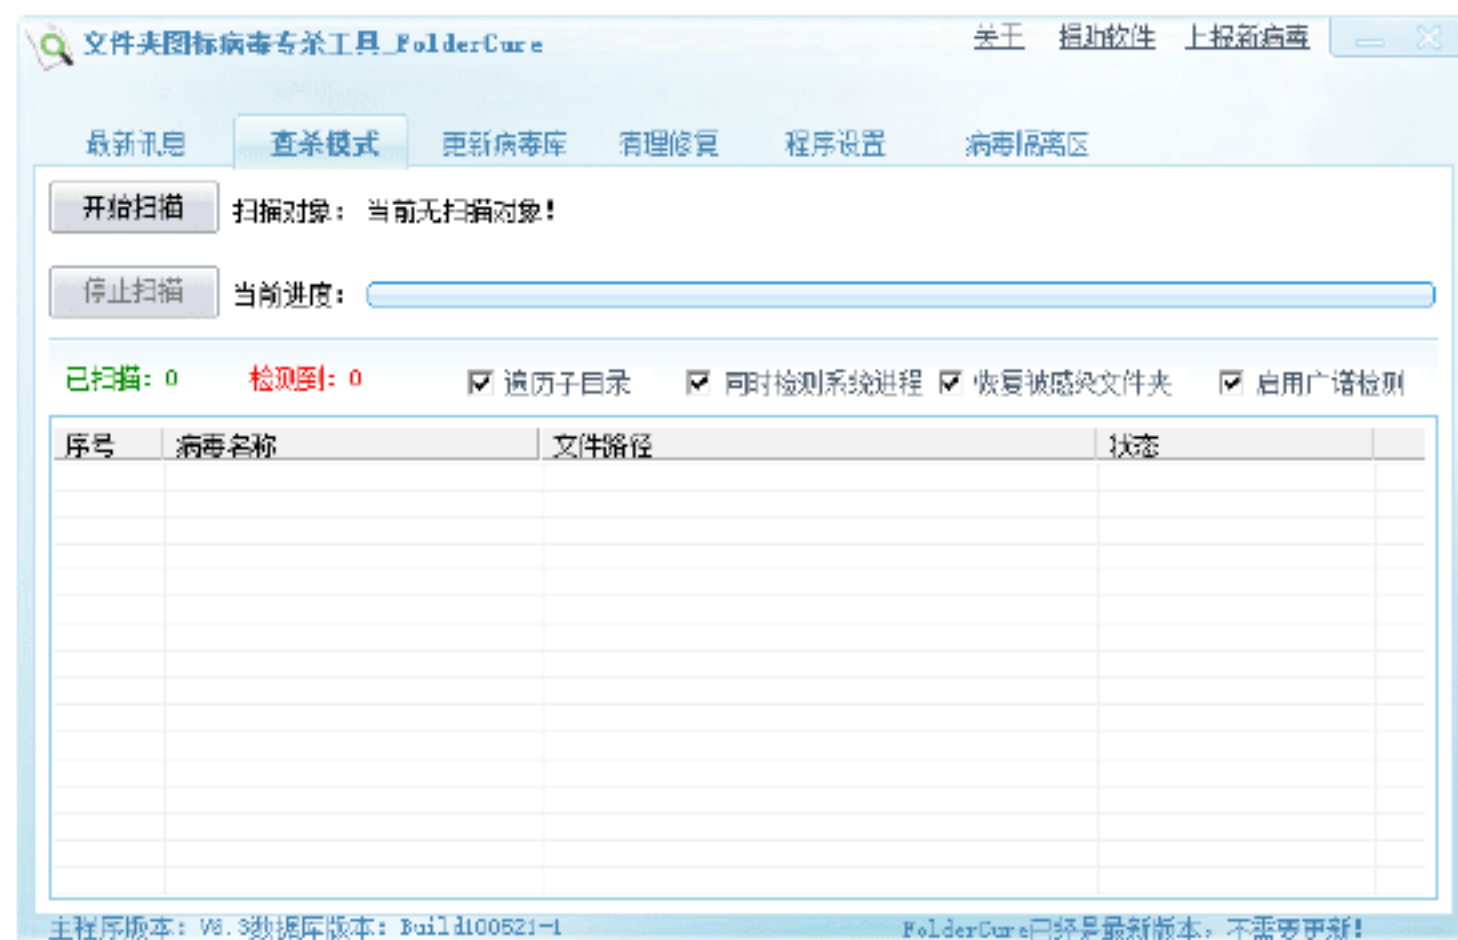 文件夹图标病毒专杀工具_FolderCure 关于 捐助软件 上报新病毒
最新讯息 查杀模式 更新病毒库 清理修复 程序设置 病毒隔离区
开始扫描 扫描对象: 当前无扫描对象!
停止扫描 当前进度:
已扫描: 0 检测到: 0 遍历子目录 同时检测系统进程 恢复被感染文件夹 启用广谱检测
序号 病毒名称 文件路径 状态
主程序版本: V6.3数据库版本: Build100521-1 FolderCure已经是最新版本，不需要更新!